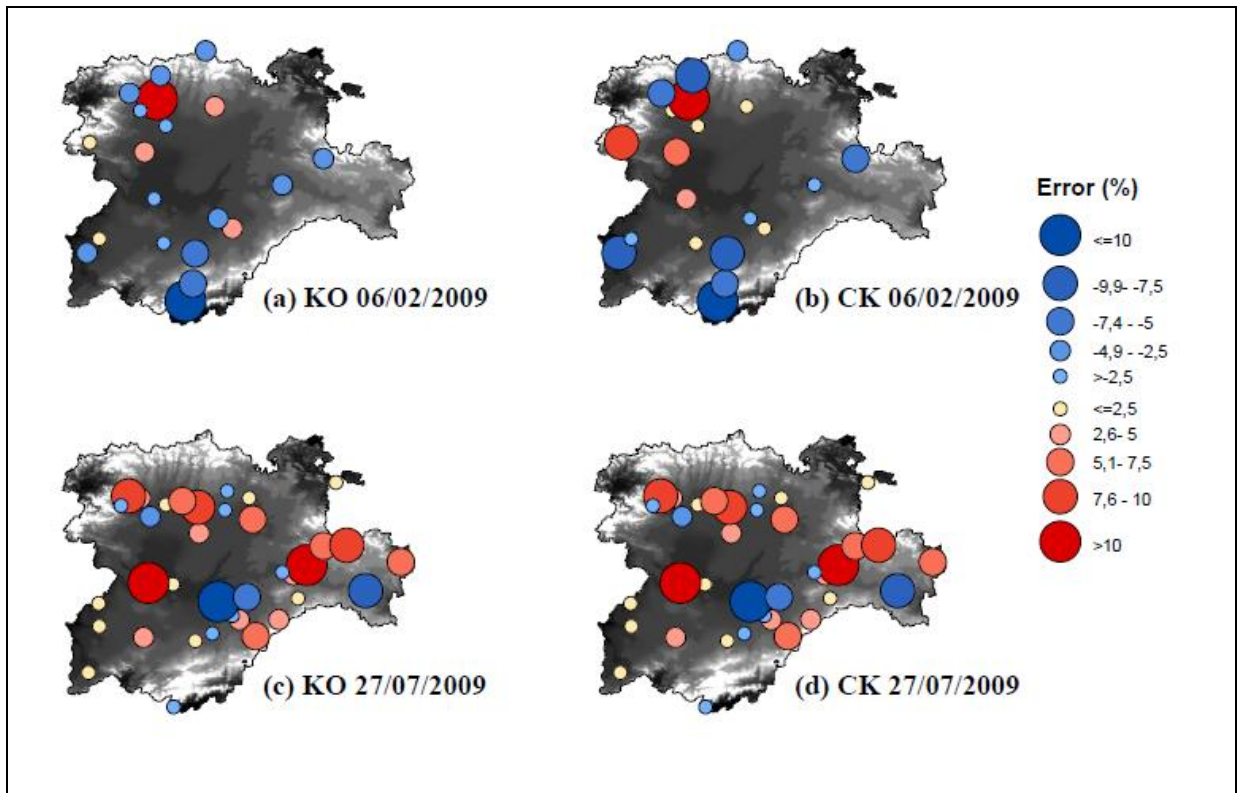 (a) KO 06/02/2009
(b) CK 06/02/2009
Error (%)
<=10
-9,9- -7,5
-7,4 - -5
-4,9 - -2,5
>-2,5
<=2,5
2,6- 5
5,1- 7,5
7,6 - 10
>10
(c) KO 27/07/2009
(d) CK 27/07/2009